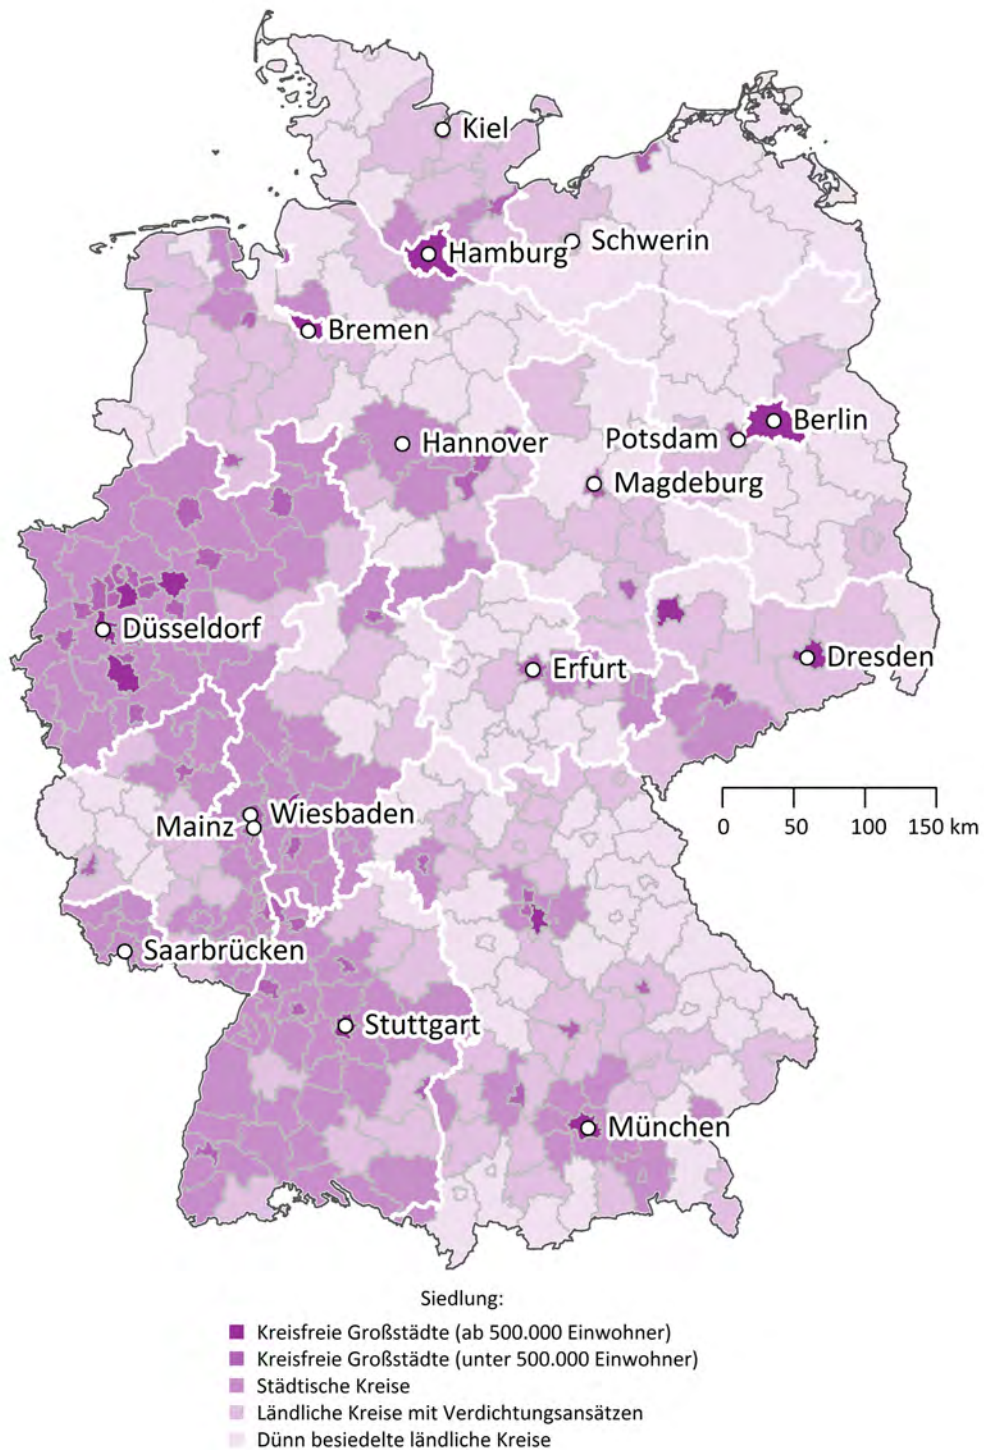 Kiel
Schwerin
Hamburg
Bremen
Berlin
Potsdam
Hannover
Magdeburg
Düsseldorf
Erfurt
Dresden
0 50 100 150 km
Wiesbaden
Mainz
Saarbrücken
Stuttgart
München
Siedlung:
Kreisfreie Großstädte (ab 500.000 Einwohner)
Kreisfreie Großstädte (unter 500.000 Einwohner)
Städtische Kreise
Ländliche Kreise mit Verdichtungsansätzen
Dünn besiedelte ländliche Kreise